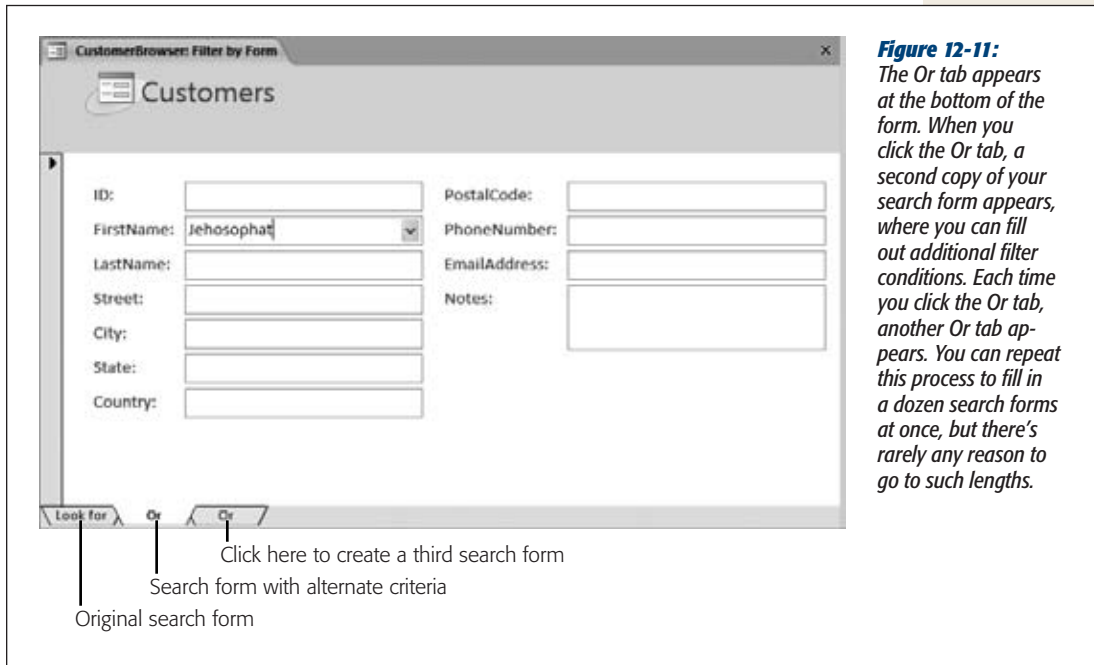 CustomerBrowser: Filter by Form
Customers
ID:
FirstName: Jehosophat
LastName:
Street:
City:
State:
Country:
PostalCode:
PhoneNumber:
EmailAddress:
Notes:
Look for
Or
Or
Click here to create a third search form
Search form with alternate criteria
Original search form
Figure 12-11:
The Or tab appears
at the bottom of the
form. When you
click the Or tab, a
second copy of your
search form appears,
where you can fill
out additional filter
conditions. Each time
you click the Or tab,
another Or tab ap-
pears. You can repeat
this process to fill in
a dozen search forms
at once, but there's
rarely any reason to
go to such lengths.